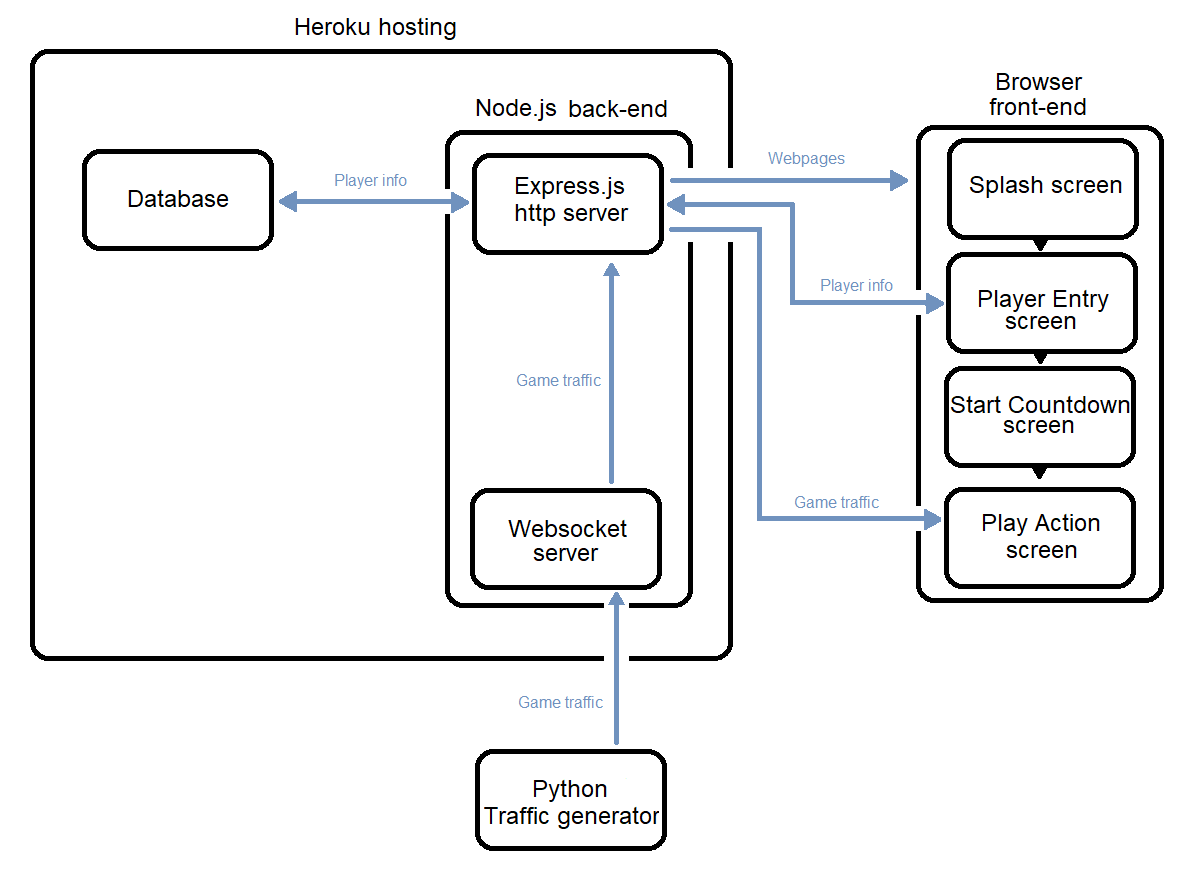 Heroku hosting
Node.js back-end
Browser
front-end
Database
Player info
Express.js
http server
Webpages
Splash screen
Player info
Player Entry
screen
Game traffic
Start Countdown
screen
Game traffic
Websocket
server
Play Action
screen
Game traffic
Python
Traffic generator